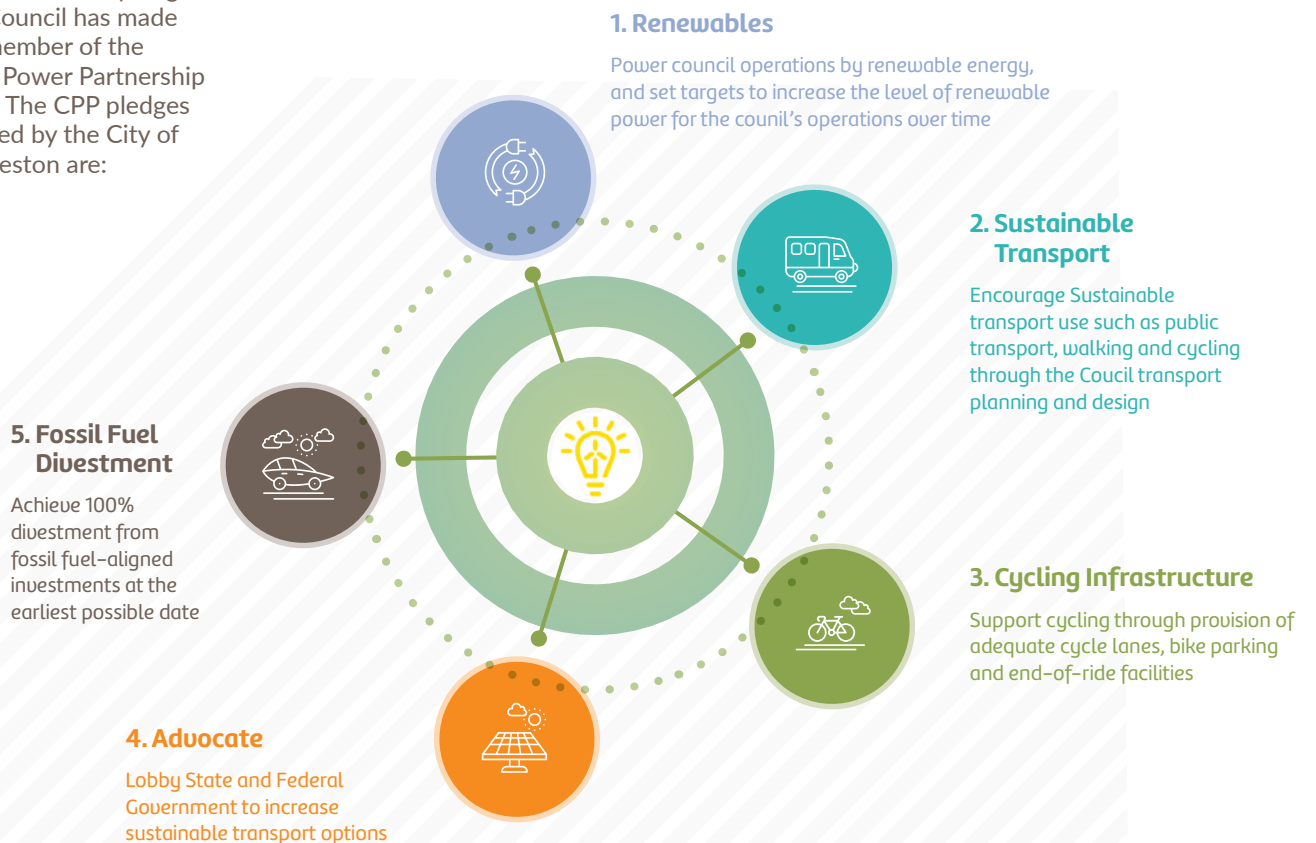 ouncil has made
ember of the
Power Partnership
The CPP pledges
ed by the City of
eston are:
1. Renewables
Power council operations by renewable energy,
and set targets to increase the level of renewable
power for the counil's operations over time
2. Sustainable
Transport
Encourage Sustainable
transport use such as public
transport, walking and cycling
through the Coucil transport
planning and design
3. Cycling Infrastructure
Support cycling through provision of
adequate cycle lanes, bike parking
and end-of-ride facilities
4. Advocate
Lobby State and Federal
Government to increase
sustainable transport options
5. Fossil Fuel
Divestment
Achieve 100%
divestment from
fossil fuel-aligned
investments at the
earliest possible date